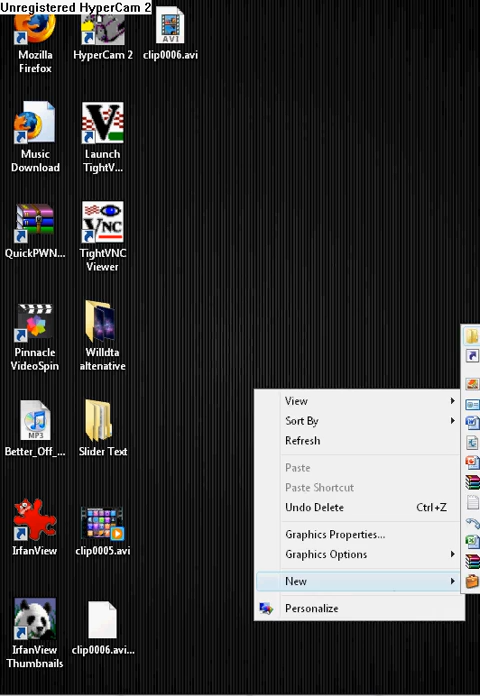 Unregistered HyperCam 2
Mozilla
Firefox
HyperCam 2
clip0006.avi
AVI
Music
Download
Launch
TightV...
V
QuickPWN...
TightVNC
Viewer
VNC
Pinnacle
VideoSpin
Willdta
altenative
MP3
Better_Off_...
Slider Text
IrfanView
clip0005.avi
IrfanView
Thumbnails
clip0006.avi...
View
Sort By
Refresh
Paste
Paste Shortcut
Undo Delete Ctrl+Z
Graphics Properties...
Graphics Options
New
Personalize